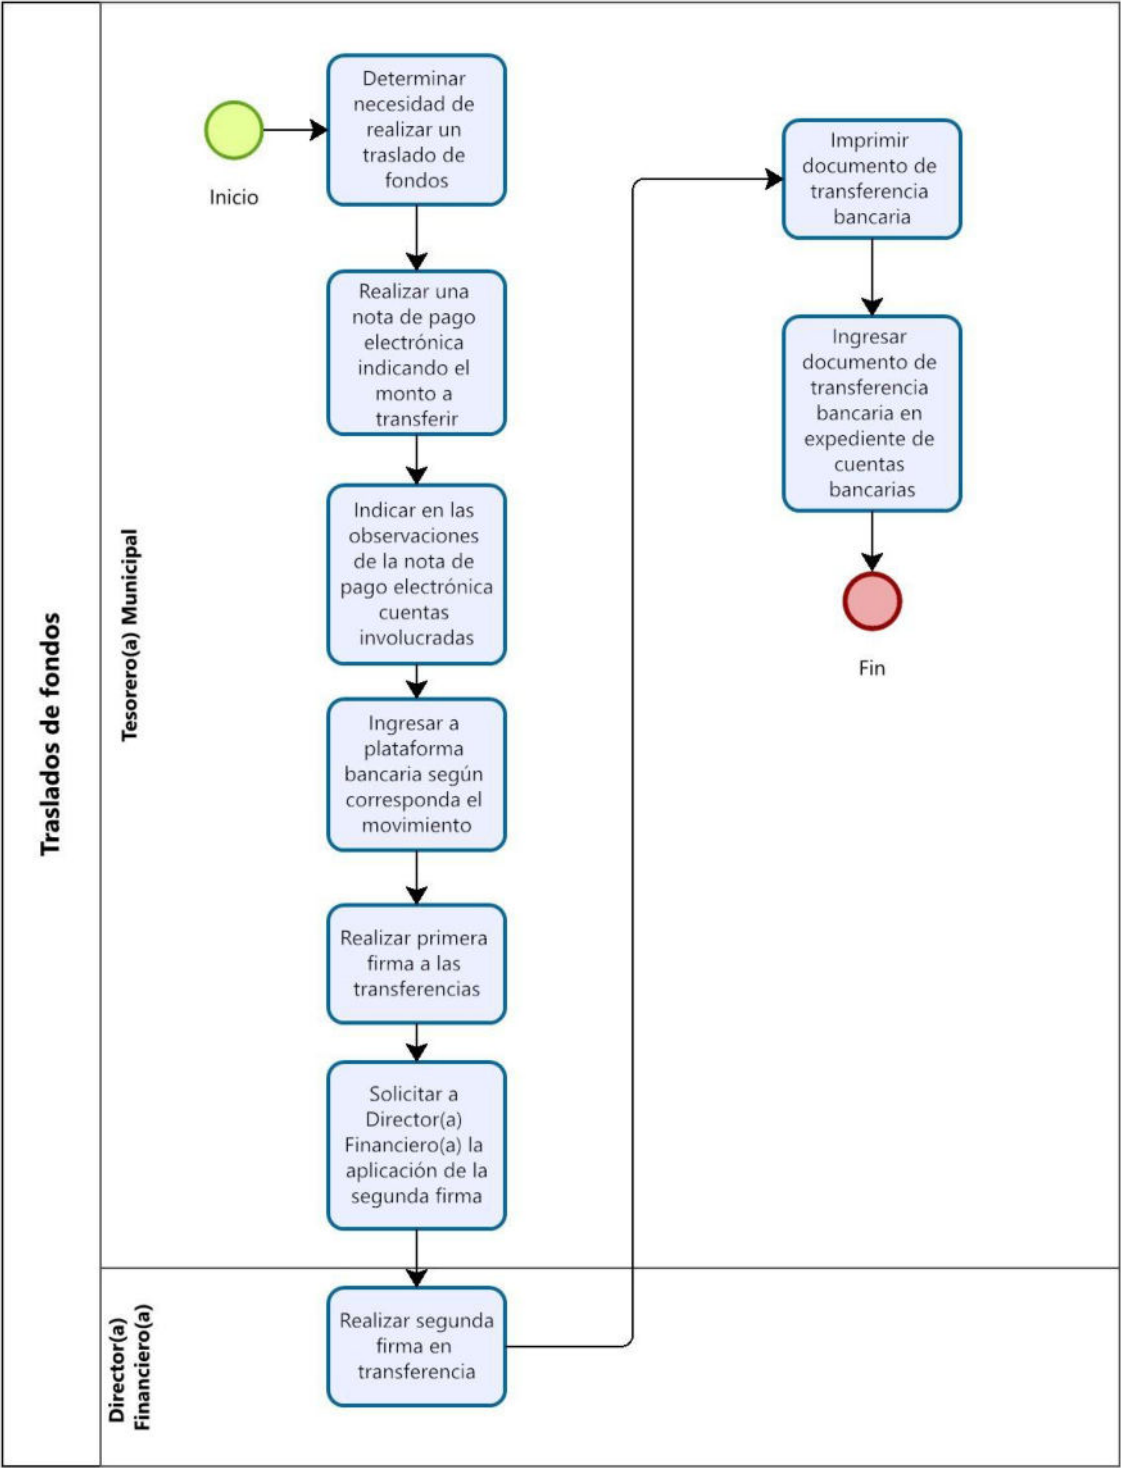 Traslados de fondos
Tesorero(a) Municipal
Inicio
Determinar
necesidad de
realizar un
traslado de
fondos
Realizar una
nota de pago
electrónica
indicando el
monto a
transferir
Indicar en las
observaciones
de la nota de
pago electrónica
cuentas
involucradas
Ingresar a
plataforma
bancaria según
corresponda el
movimiento
Realizar primera
firma a las
transferencias
Solicitar a
Director(a)
Financiero(a) la
aplicación de la
segunda firma
Director(a)
Financiero(a)
Realizar segunda
firma en
transferencia
Imprimir
documento de
transferencia
bancaria
Ingresar
documento de
transferencia
bancaria en
expediente de
cuentas
bancarias
Fin